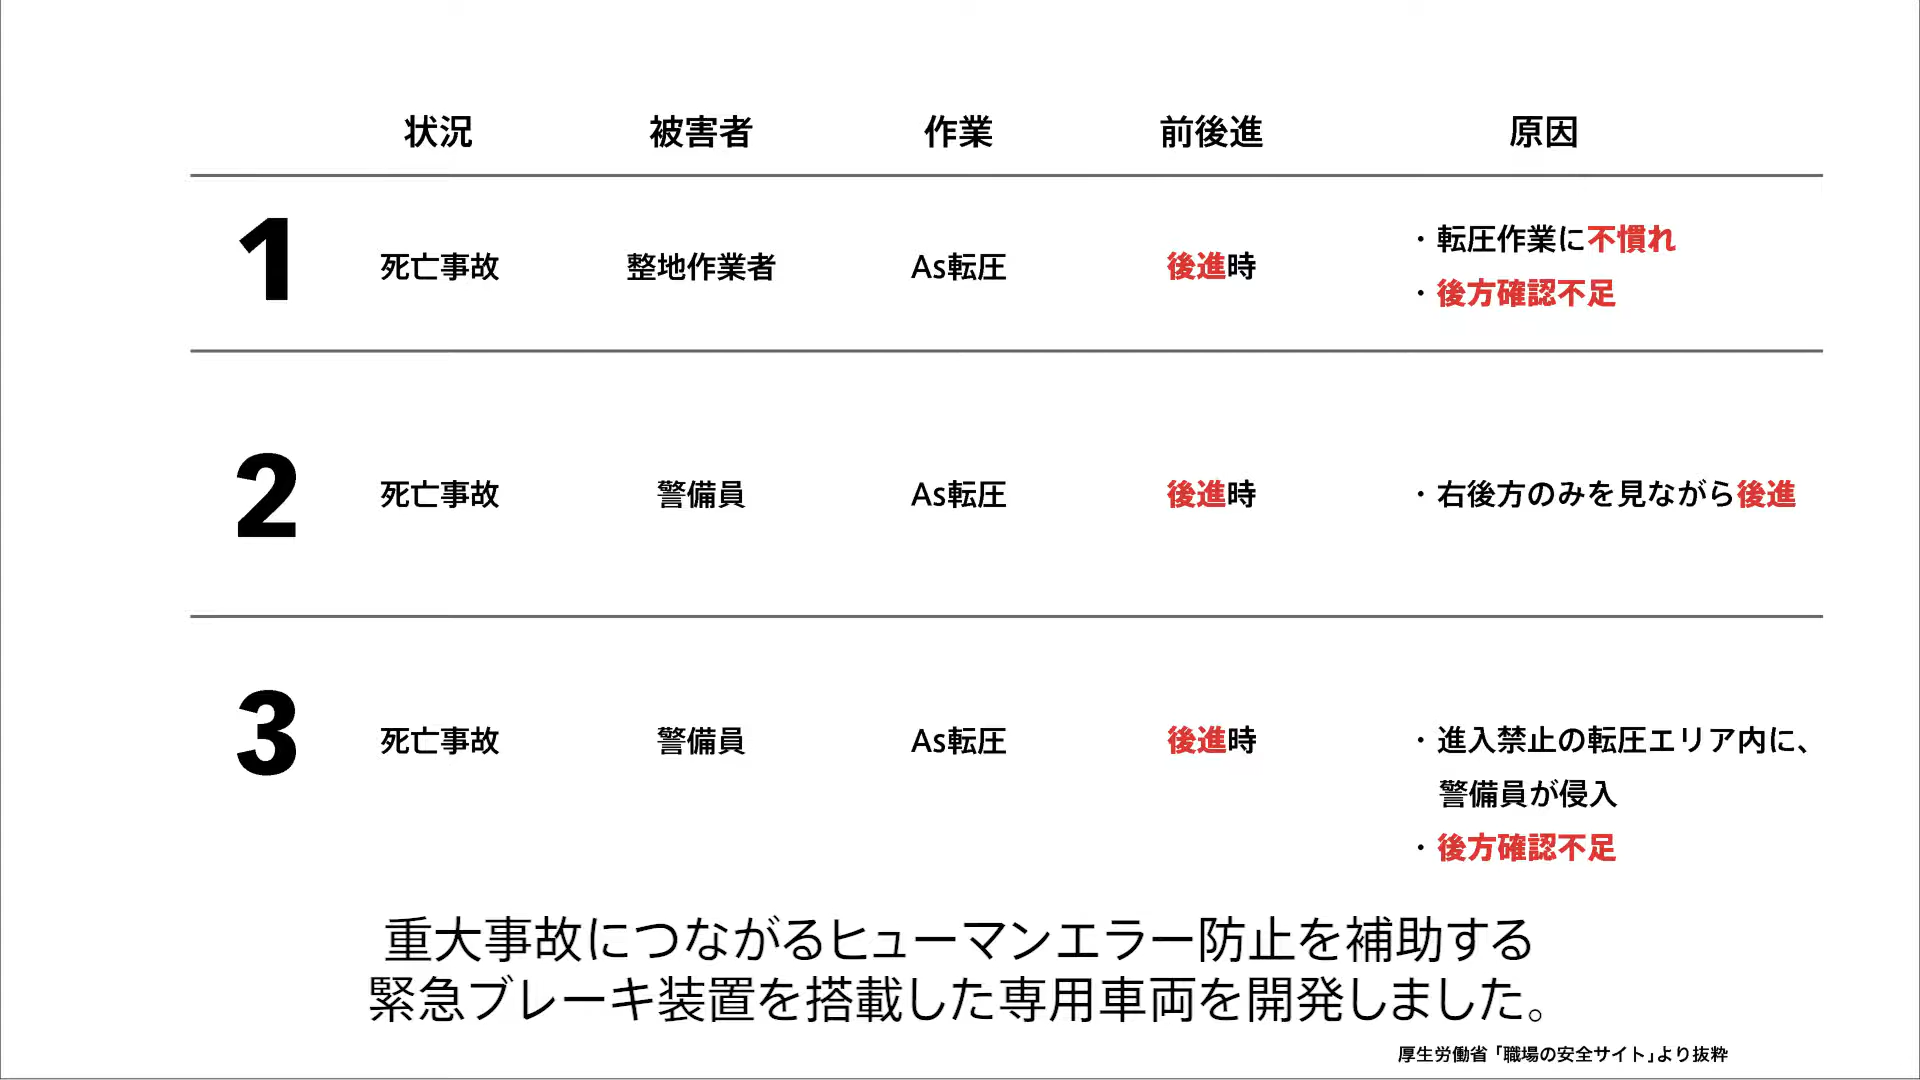 状況 被害者 作業 前後進 原因
1 死亡事故 整地作業者 As転圧 後進時 ・転圧作業に不慣れ
・後方確認不足
2 死亡事故 警備員 As転圧 後進時 ・右後方のみを見ながら後進
3 死亡事故 警備員 As転圧 後進時 ・進入禁止の転圧エリア内に、
警備員が侵入
・後方確認不足
重大事故につながるヒューマンエラー防止を補助する
緊急ブレーキ装置を搭載した専用車両を開発しました。
厚生労働省「職場の安全サイト」より抜粋